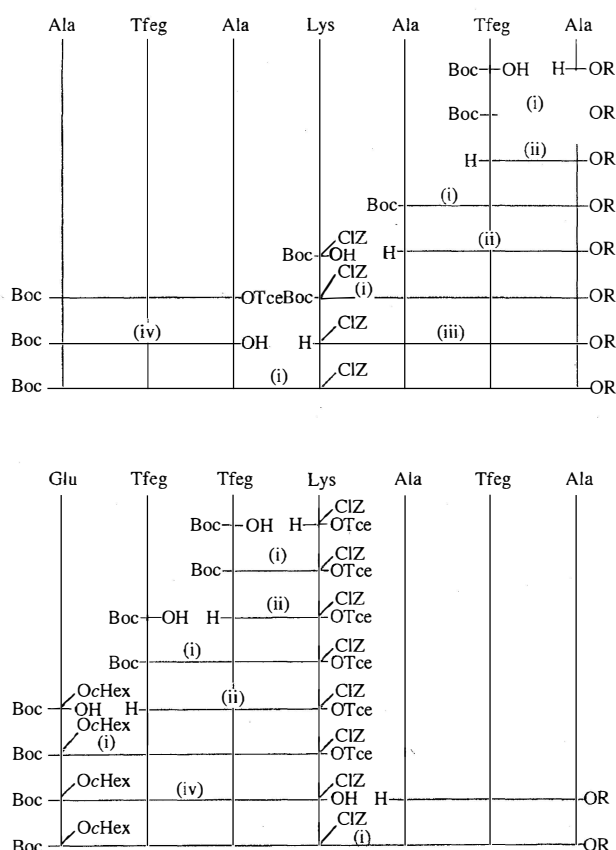 Ala Tfeg Ala Lys Ala Tfeg Ala
Boc OH H OR
Boc (i) OR
H (ii) OR
Boc (i) OR
ClZ
Boc OH H (ii) OR
ClZ
Boc OTceBoc (i) OR
Boc (iv) OH H ClZ (iii) OR
Boc (i) ClZ OR
Glu Tfeg Tfeg Lys Ala Tfeg Ala
ClZ
Boc OH H OTce
ClZ
Boc (i) OTce
ClZ
Boc OH H (ii) OTce
ClZ
Boc (i) OTce
OcHex ClZ
Boc OH H (ii) OTce
OcHex ClZ
Boc (i) OTce
OcHex (iv) ClZ
Boc OH H OR
OcHex ClZ
Boc (i) OR